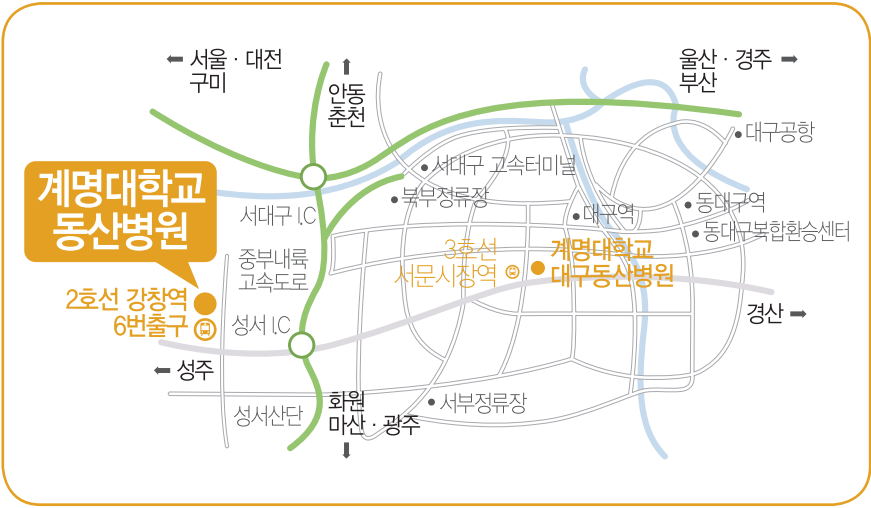 서울 · 대전
구미
안동
춘천
울산 · 경주
부산
대구공항
서대구 고속터미널
계명대학교
동산병원
북부정류장
동대구역
서대구 I.C
대구역
동대구복합환승센터
중부내륙
고속도로
3호선
서문시장역
계명대학교
대구동산병원
2호선 강창역
6번출구
성서 I.C
경산
성주
화원
마산 · 광주
성서산단
서부정류장